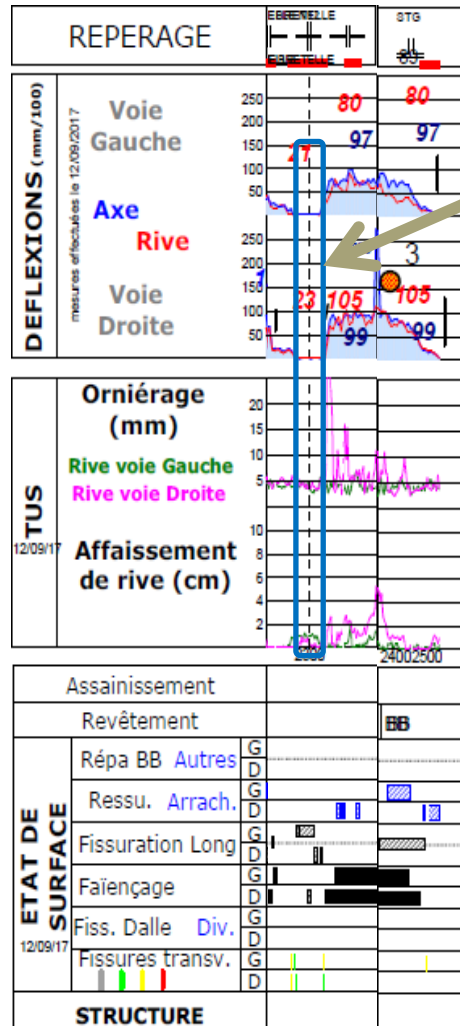 REPERAGE
STG
DEFLEXIONS (mm/100)
mesures effectuées le 12/09/2017
Voie
Gauche
Axe
Rive
Voie
Droite
250
200
150
100
50
250
200
150
100
50
80
97
80
97
3
23
105
99
105
99
TUS
12/09/17
Orniérage
(mm)
Rive voie Gauche
Rive voie Droite
Affaissement
de rive (cm)
20
15
10
5
10
8
6
4
2
2400
2500
Assainissement
Revêtement
ETAT DE
SURFACE
12/09/17
Répa BB Autres
G
D
Ressu. Arrach.
G
D
Fissuration Long
G
D
Faïençage
G
D
Fiss. Dalle Div.
G
D
Fissures transv.
G
D
STRUCTURE